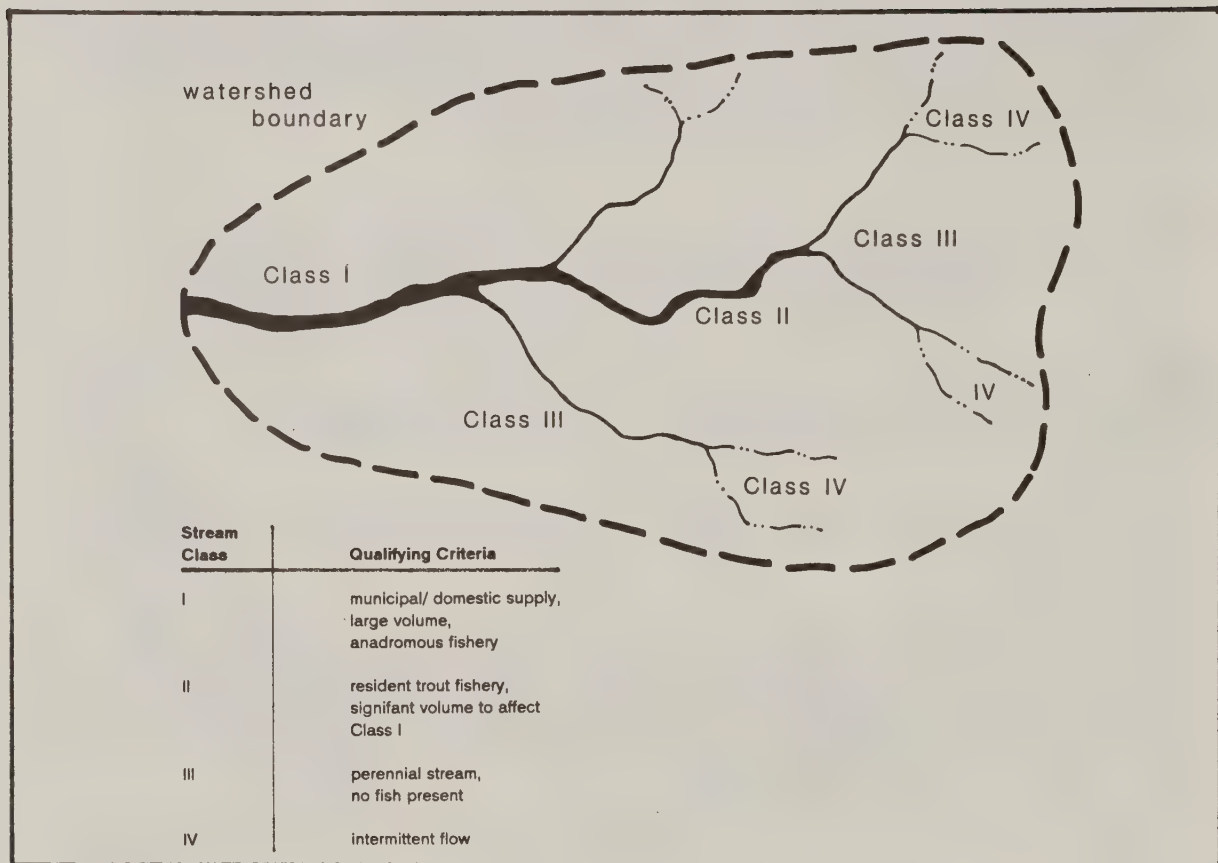 watershed
boundary
Class IV
Class III
Class I
Class II
IV
Class III
Class IV
Stream
Class
Qualifying Criteria
I
municipal/ domestic supply,
large volume,
anadromous fishery
II
resident trout fishery,
signifant volume to affect
Class I
III
perennial stream,
no fish present
IV
intermittent flow